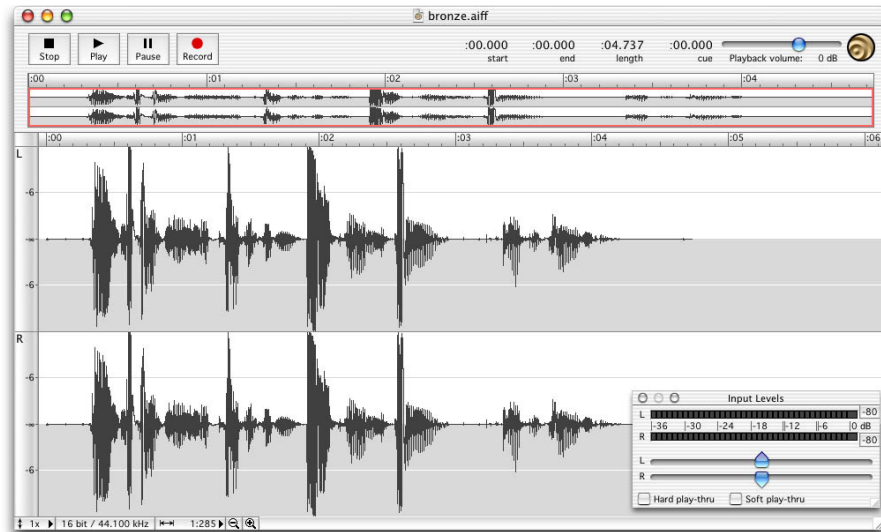 bronze.aiff
Stop Play Pause Record
:00.000 :00.000 :04.737 :00.000
start end length cue Playback volume: 0 dB
:00 :01 :02 :03 :04
:00 :01 :02 :03 :04 :05 :06
L
-6
-∞
-6
R
-6
-∞
-6
Input Levels
L -80
-36 -30 -24 -18 -12 -6 0 dB
R -80
L
R
Hard play-thru Soft play-thru
1x 16 bit / 44.100 kHz 1:285